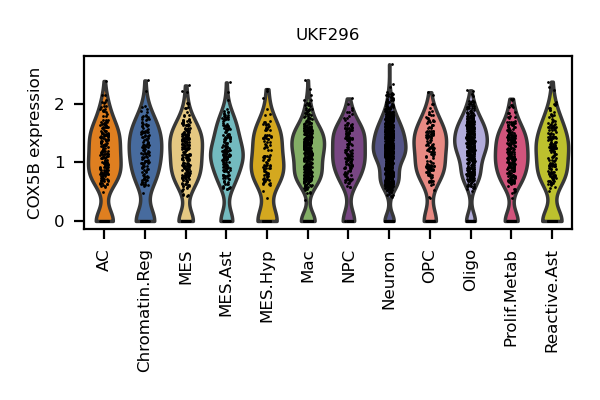 UKF296
COX5B expression
2
1
0
AC
Chromatin.Reg
MES
MES.Ast
MES.Hyp
Mac
NPC
Neuron
OPC
Oligo
Prolif.Metab
Reactive.Ast